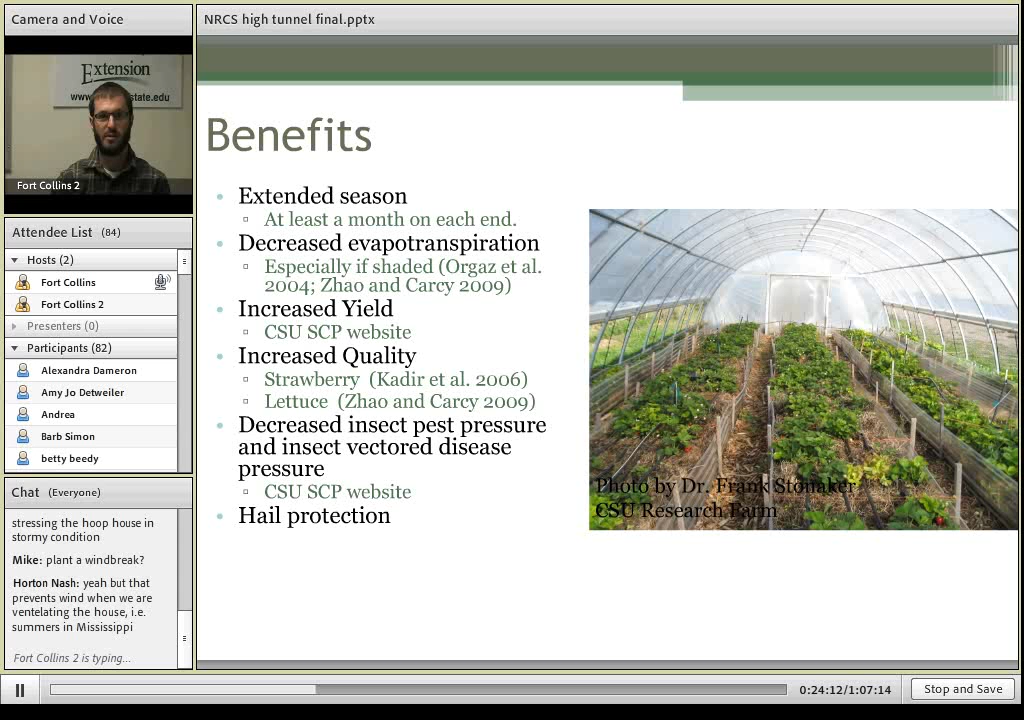 Camera and Voice
Extension
www
state.edu
Fort Collins 2
Attendee List (84)
Hosts (2)
Fort Collins
Fort Collins 2
Presenters (0)
Participants (82)
Alexandra Dameron
Amy Jo Detweiler
Andrea
Barb Simon
betty beedy
Chat (Everyone)
stressing the hoop house in
stormy condition
Mike: plant a windbreak?
Horton Nash: yeah but that
prevents wind when we are
ventelating the house, i.e.
summers in Mississippi
Fort Collins 2 is typing...
NRCS high tunnel final.pptx
Benefits
• Extended season
▫ At least a month on each end.
• Decreased evapotranspiration
▫ Especially if shaded (Orgaz et al.
2004; Zhao and Carcy 2009)
• Increased Yield
▫ CSU SCP website
• Increased Quality
▫ Strawberry (Kadir et al. 2006)
▫ Lettuce (Zhao and Carcy 2009)
• Decreased insect pest pressure
and insect vectored disease
pressure
▫ CSU SCP website
• Hail protection
Photo by Dr. Frank Stonaker
CSU Research Farm
0:24:12/1:07:14
Stop and Save